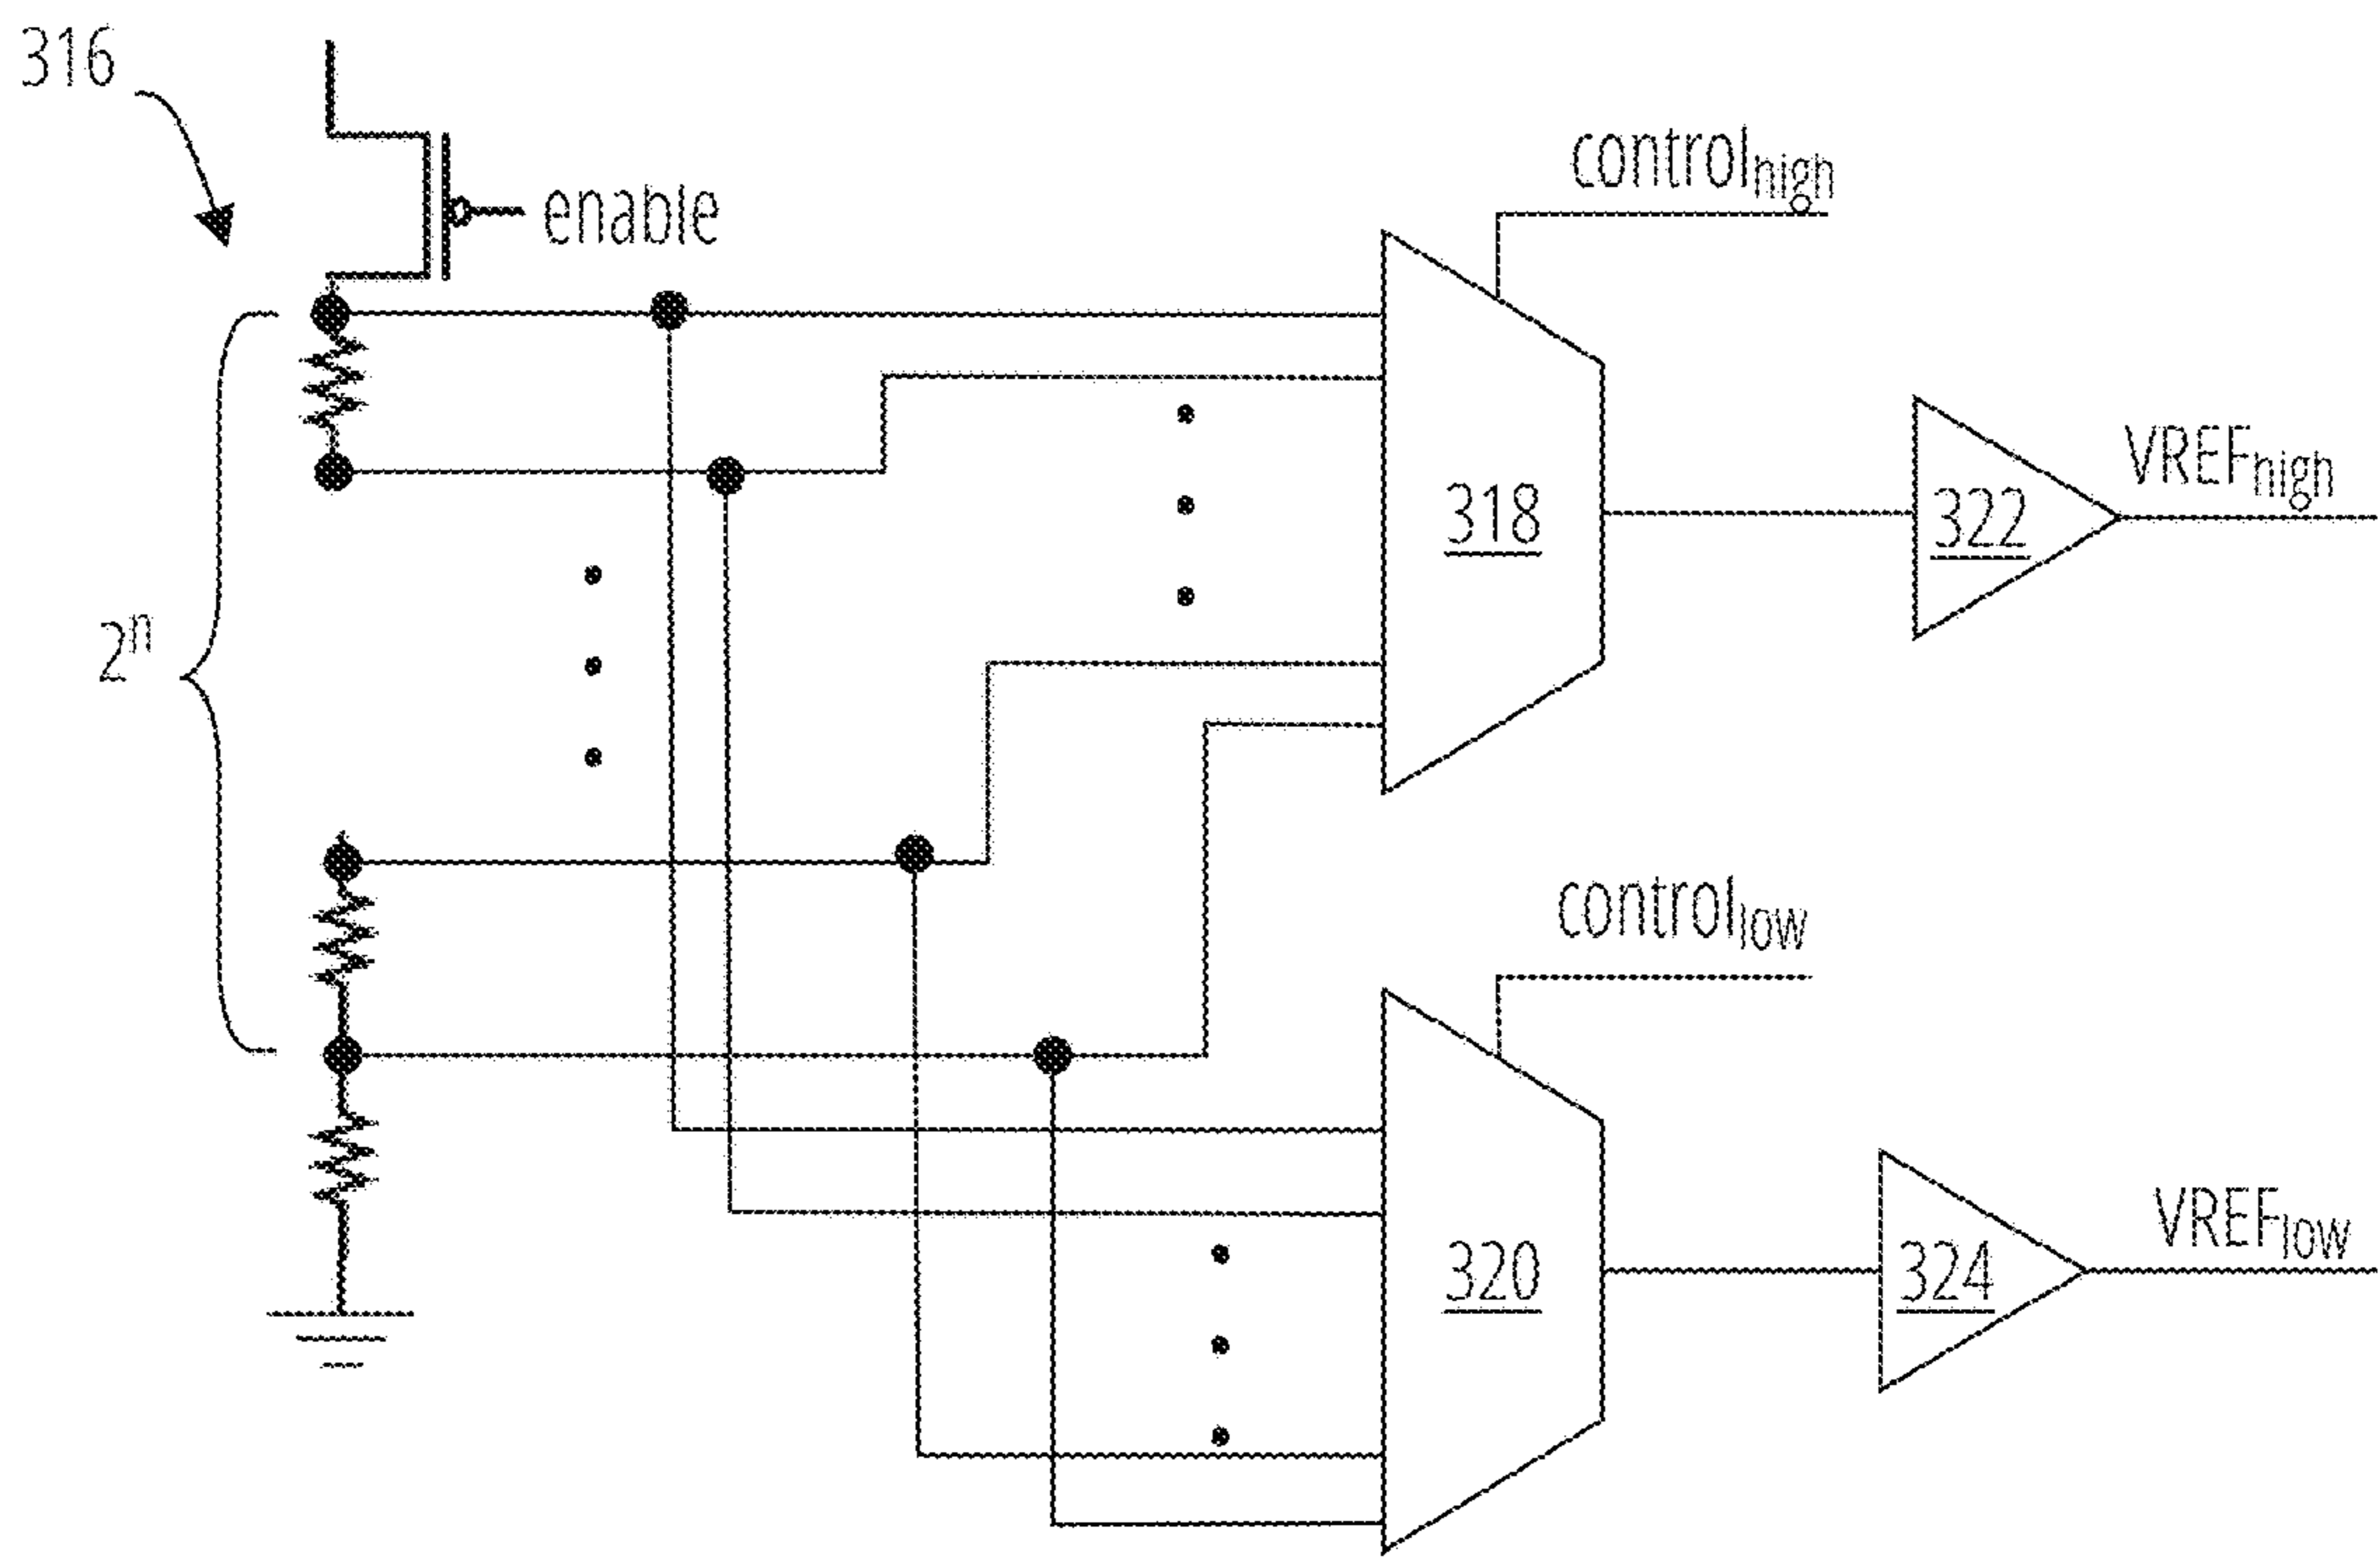 316
enable
control_high
318
322
VREF_high
2^n
control_low
320
324
VREF_low